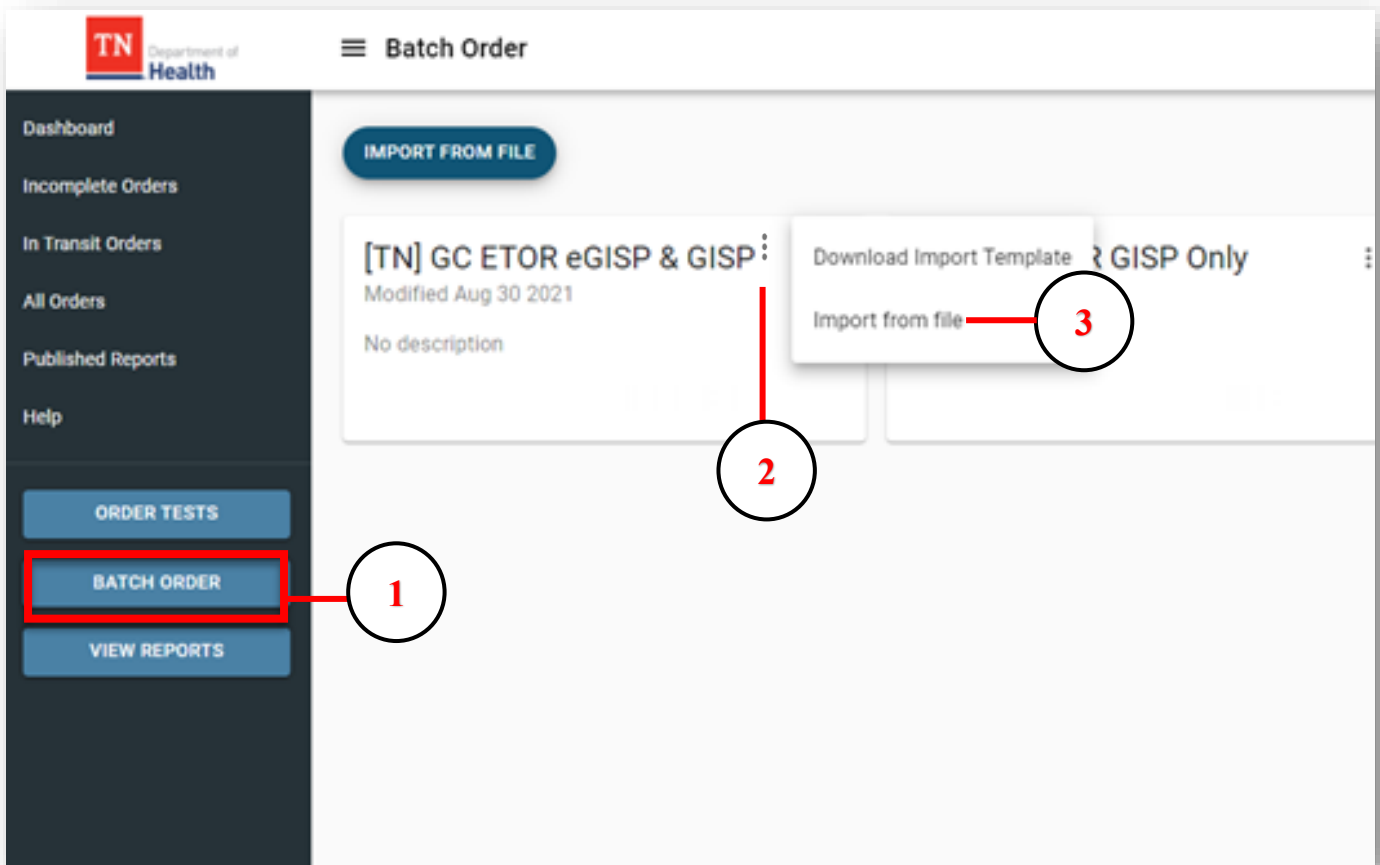 TN
Department of
Health
Batch Order
Dashboard
Incomplete Orders
In Transit Orders
All Orders
Published Reports
Help
ORDER TESTS
BATCH ORDER
VIEW REPORTS
IMPORT FROM FILE
[TN] GC ETOR eGISP & GISP
Modified Aug 30 2021
No description
Download Import Template
Import from file
R GISP Only
1
2
3